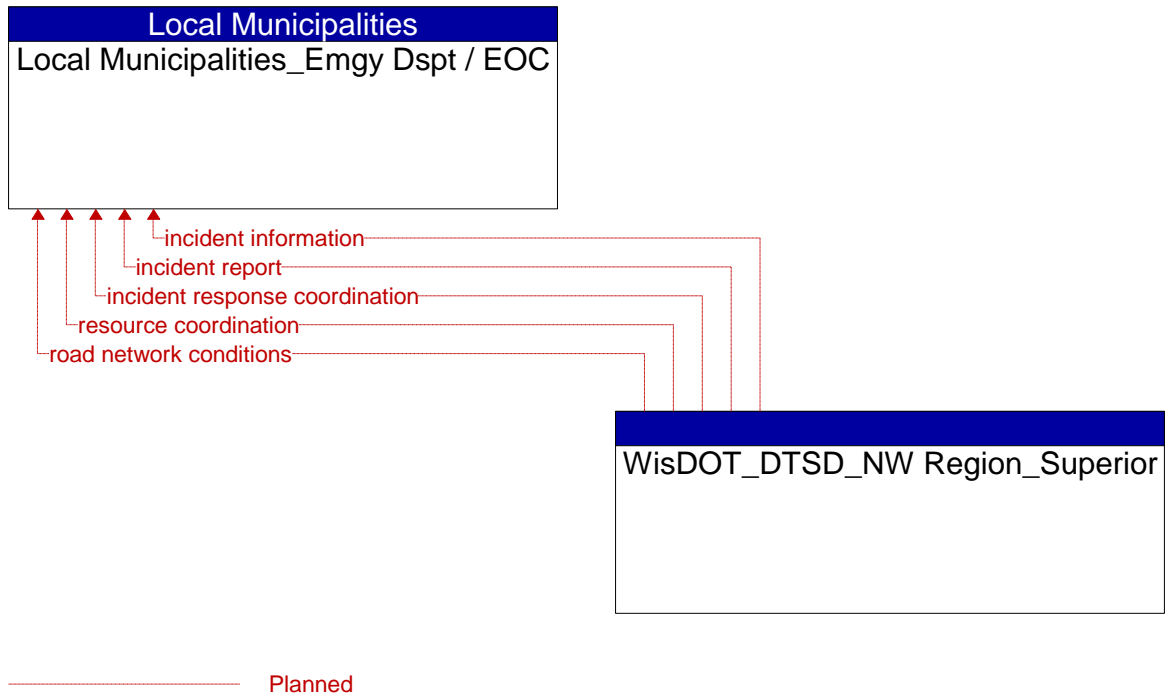 Local Municipalities
Local Municipalities_Emgy Dspt / EOC
incident information
incident report
incident response coordination
resource coordination
road network conditions
WisDOT_DTSD_NW Region_Superior
Planned